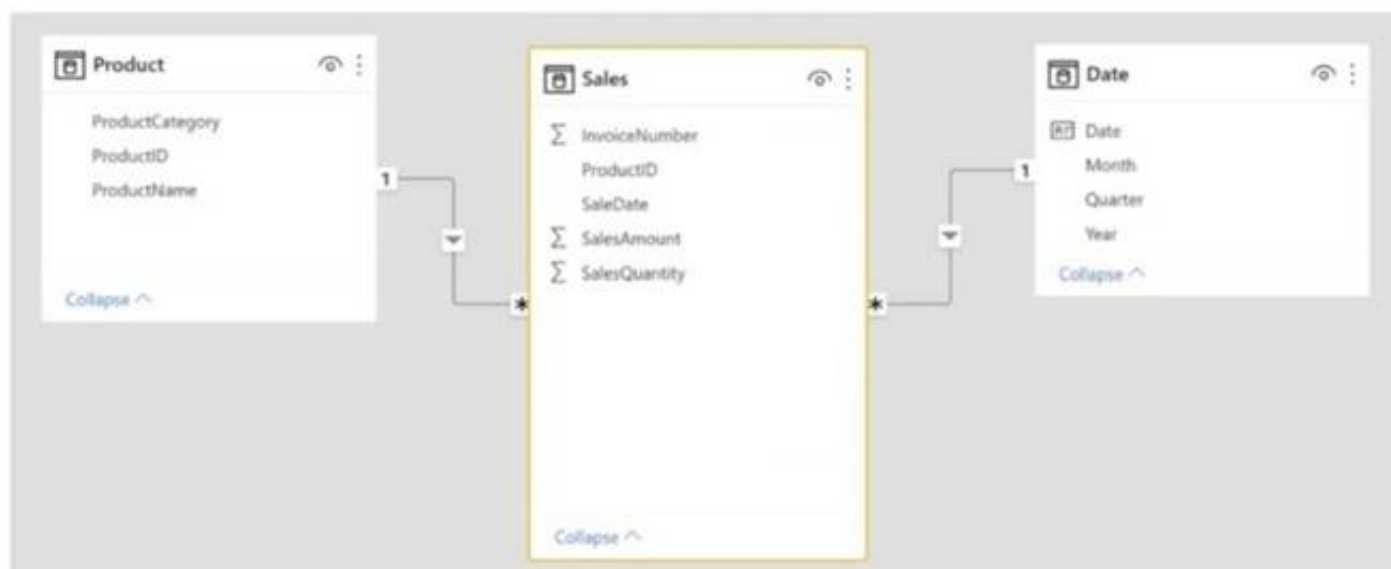 Product
ProductCategory
ProductID
ProductName
Collapse
1
*
Sales
Σ InvoiceNumber
ProductID
SaleDate
Σ SalesAmount
Σ SalesQuantity
Collapse
*
1
Date
Date
Month
Quarter
Year
Collapse